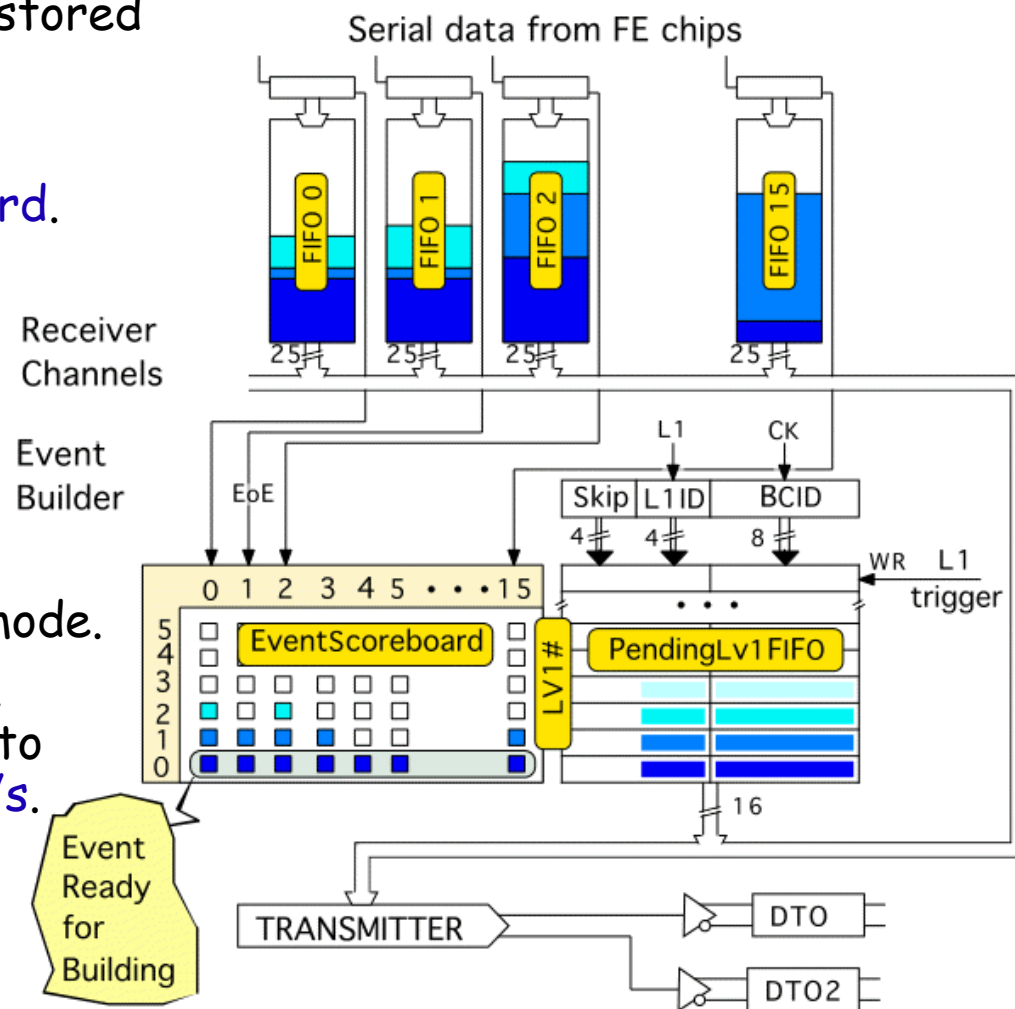 stored
Serial data from FE chips
rd.
FIFO 0
FIFO 1
FIFO 2
FIFO 15
Receiver
Channels
25
25
25
25
Event
Builder
EoE
L1
CK
Skip
L1ID
BCID
4
4
8
WR
L1
trigger
0 1 2 3 4 5 • • • 15
• • •
node.
5
4
3
2
1
0
EventScoreboard
LV1#
PendingLv1FIFO
to
's.
16
Event
Ready
for
Building
TRANSMITTER
DTO
DTO2